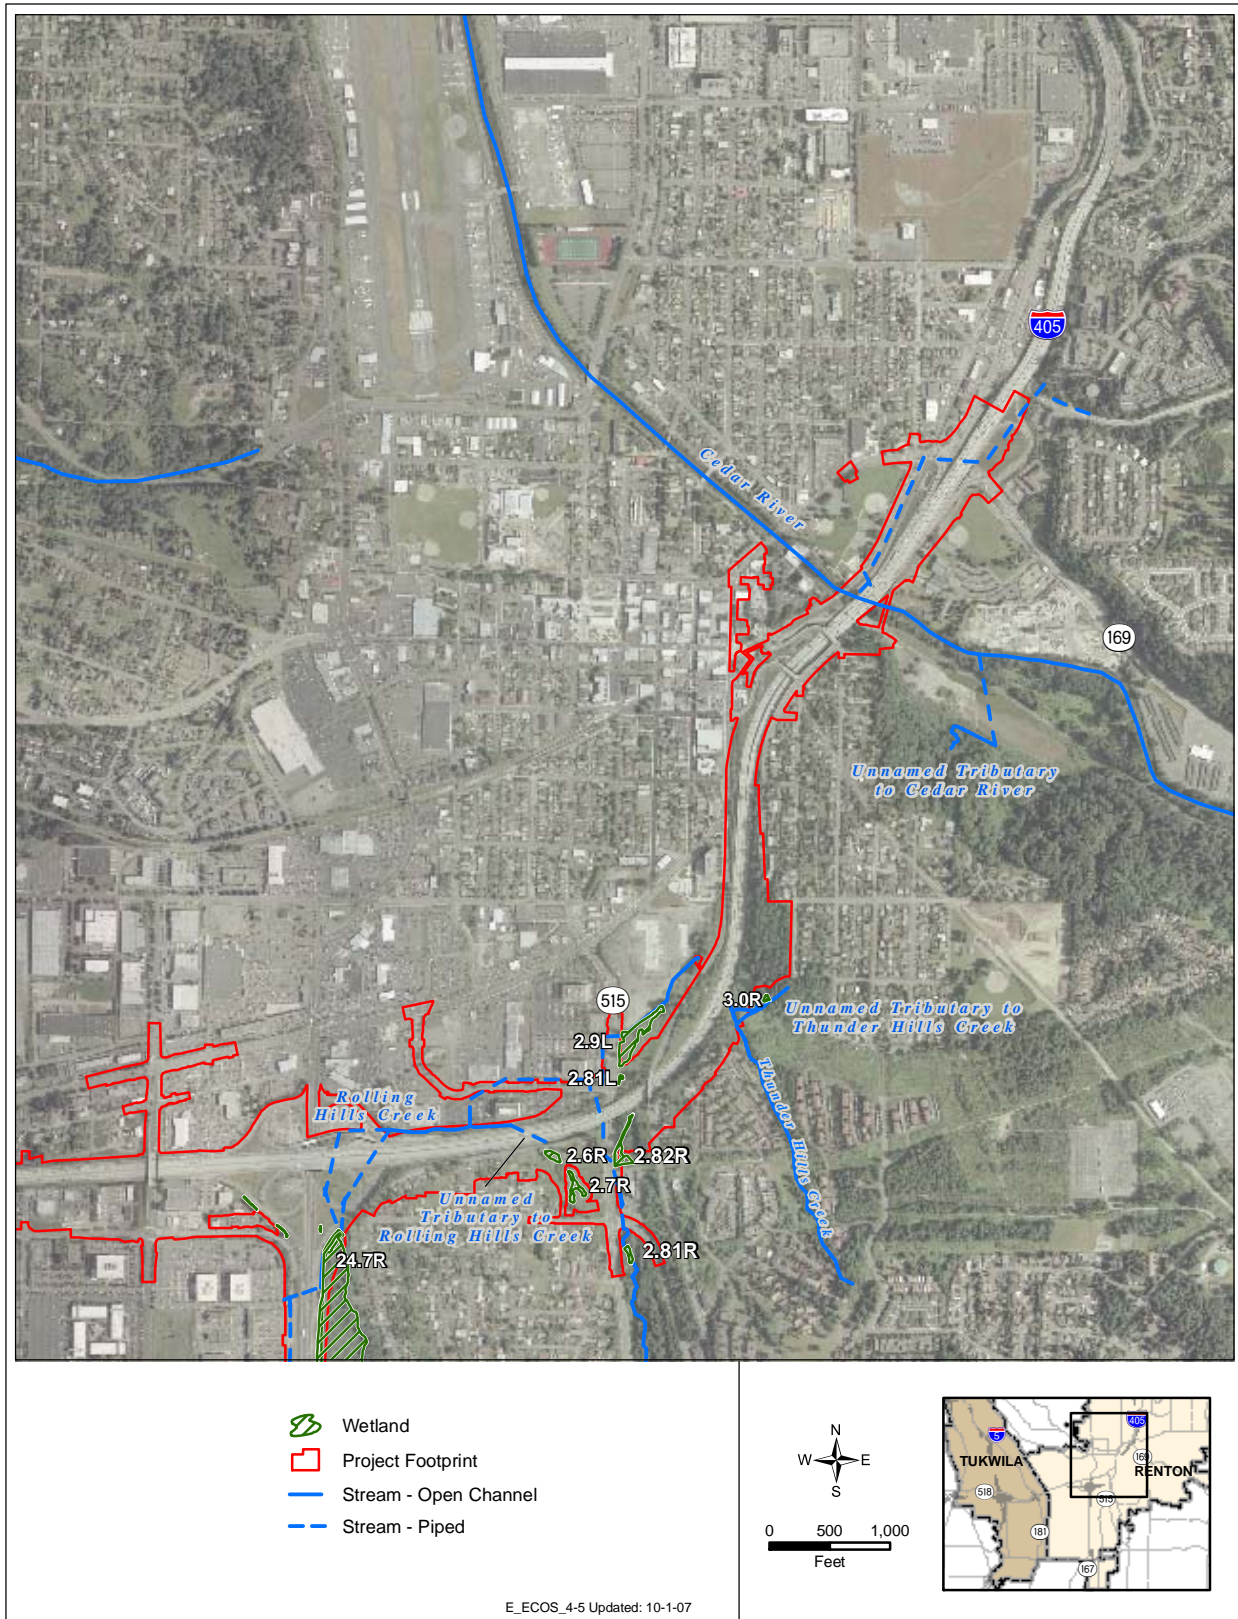 405
Cedar River
169
Unnamed Tributary
to Cedar River
515
3.0R
Unnamed Tributary to
Thunder Hills Creek
2.9L
2.81L
Thunder Hills Creek
Rolling
Hills Creek
2.6R
2.82R
2.7R
Unnamed
Tributary to
Rolling Hills Creek
2.81R
24.7R
Wetland
Project Footprint
Stream - Open Channel
Stream - Piped
N
W
E
S
0 500 1,000
Feet
5
405
TUKWILA
169
RENTON
518
515
181
167
E_ECOS_4-5 Updated: 10-1-07